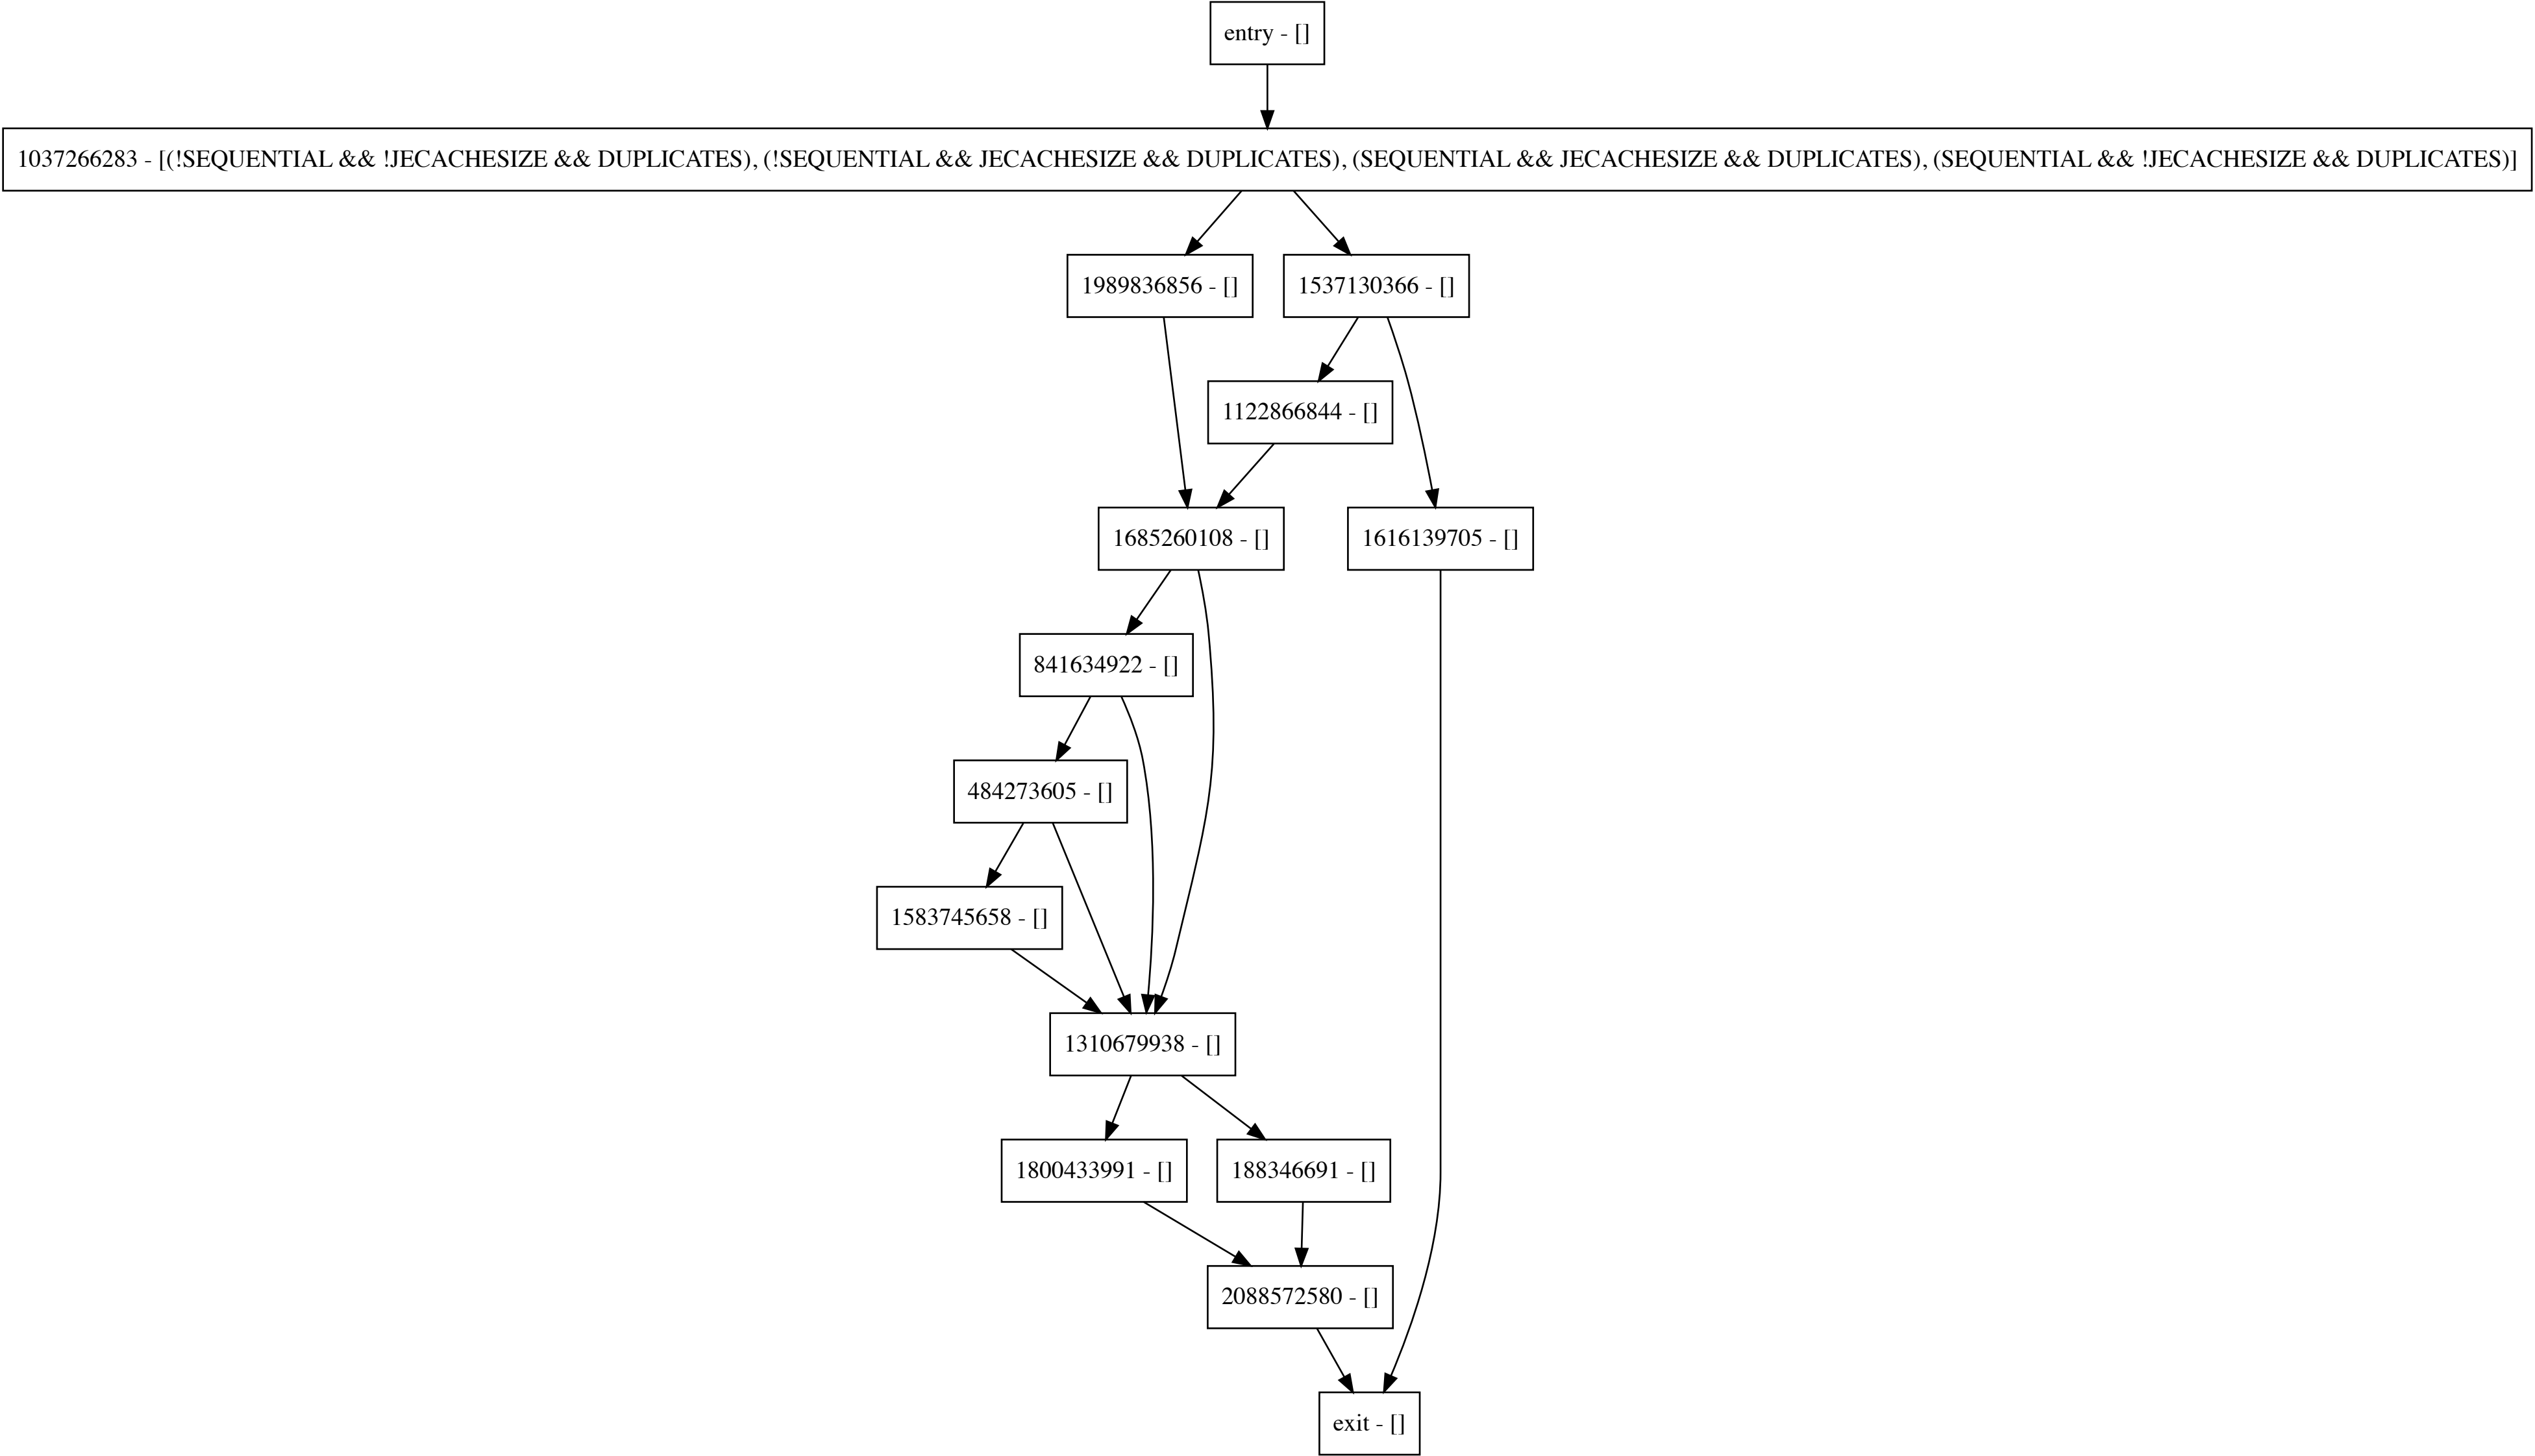 entry - []
1037266283 - [(!SEQUENTIAL && !JECACHESIZE && DUPLICATES), (!SEQUENTIAL && JECACHESIZE && DUPLICATES), (SEQUENTIAL && JECACHESIZE && DUPLICATES), (SEQUENTIAL && !JECACHESIZE && DUPLICATES)]
1989836856 - []
1537130366 - []
1122866844 - []
1685260108 - []
1616139705 - []
841634922 - []
484273605 - []
1583745658 - []
1310679938 - []
1800433991 - []
188346691 - []
2088572580 - []
exit - []